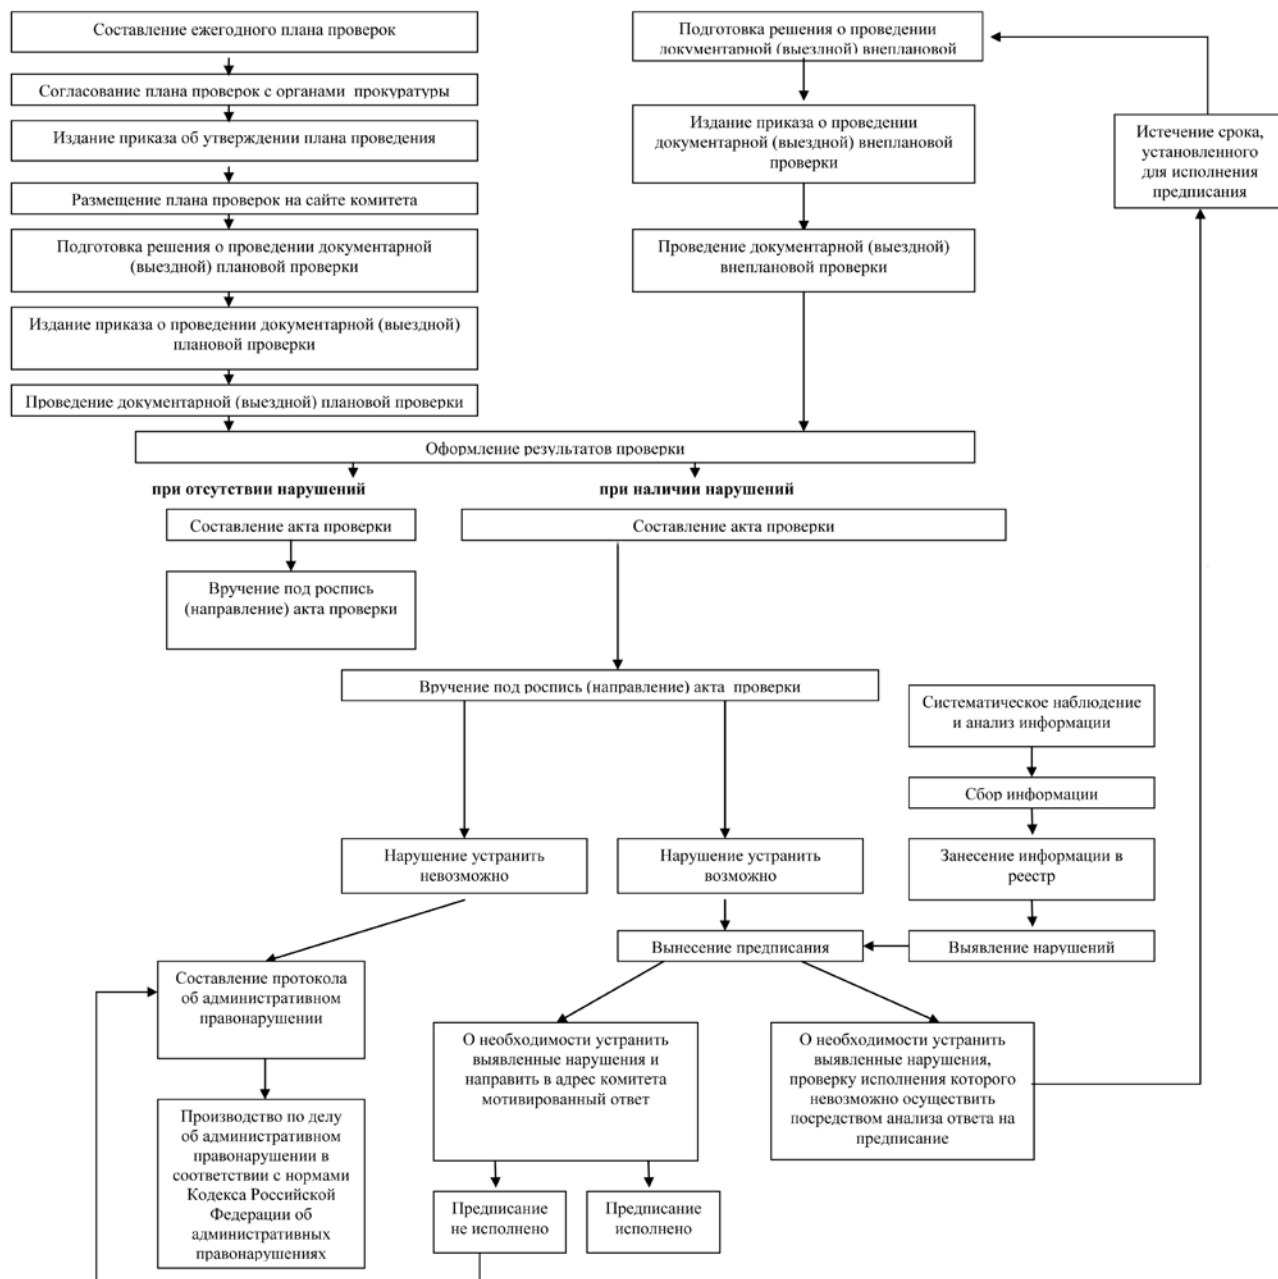 Составление ежегодного плана проверок
Согласование плана проверок с органами прокуратуры
Издание приказа об утверждении плана проведения
Размещение плана проверок на сайте комитета
Подготовка решения о проведении документарной
(выездной) плановой проверки
Издание приказа о проведении документарной (выездной)
плановой проверки
Проведение документарной (выездной) плановой проверки
Подготовка решения о проведении
документарной (выездной) внеплановой
Издание приказа о проведении
документарной (выездной) внеплановой
проверки
Проведение документарной (выездной)
внеплановой проверки
Истечение срока,
установленного
для исполнения
предписания
Оформление результатов проверки
при отсутствии нарушений
при наличии нарушений
Составление акта проверки
Составление акта проверки
Вручение под роспись
(направление) акта проверки
Вручение под роспись (направление) акта проверки
Систематическое наблюдение
и анализ информации
Сбор информации
Занесение информации в
реестр
Выявление нарушений
Нарушение устранить
невозможно
Нарушение устранить
возможно
Вынесение предписания
Составление протокола
об административном
правонарушении
О необходимости устранить
выявленные нарушения и
направить в адрес комитета
мотивированный ответ
О необходимости устранить
выявленные нарушения,
проверку исполнения которого
невозможно осуществить
посредством анализа ответа на
предписание
Производство по делу
об административном
правонарушении в
соответствии с нормами
Кодекса Российской
Федерации об
административных
правонарушениях
Предписание
не исполнено
Предписание
исполнено